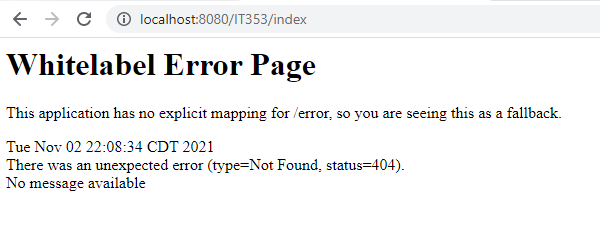 localhost:8080/IT353/index
Whitelabel Error Page
This application has no explicit mapping for /error, so you are seeing this as a fallback.
Tue Nov 02 22:08:34 CDT 2021
There was an unexpected error (type=Not Found, status=404).
No message available